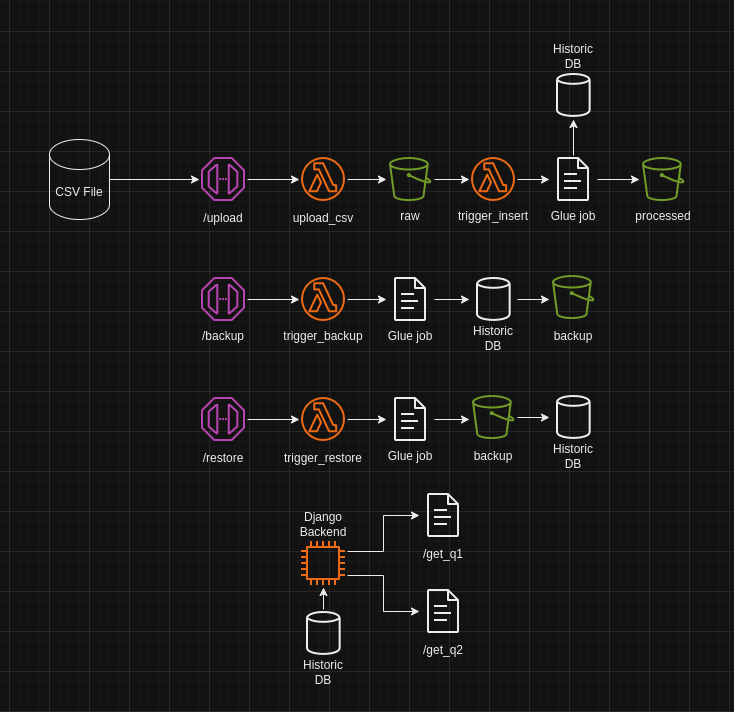 Historic
DB
CSV File
/upload
upload_csv
raw
trigger_insert
Glue job
processed
/backup
trigger_backup
Glue job
Historic
DB
backup
/restore
trigger_restore
Glue job
backup
Historic
DB
Django
Backend
/get_q1
/get_q2
Historic
DB